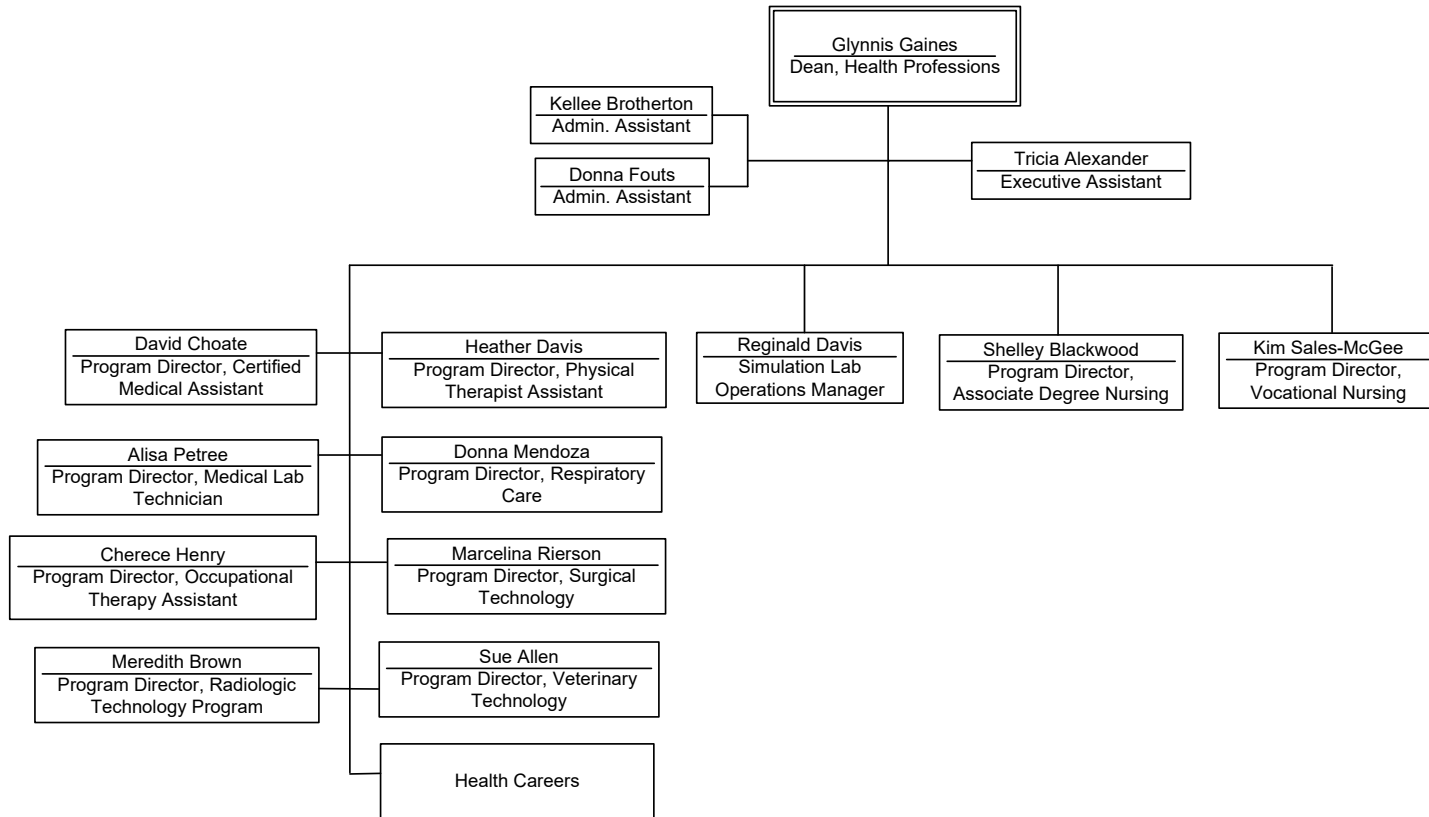 Glynnis Gaines
Dean, Health Professions
Kellee Brotherton
Admin. Assistant
Donna Fouts
Admin. Assistant
Tricia Alexander
Executive Assistant
David Choate
Program Director, Certified
Medical Assistant
Heather Davis
Program Director, Physical
Therapist Assistant
Reginald Davis
Simulation Lab
Operations Manager
Shelley Blackwood
Program Director,
Associate Degree Nursing
Kim Sales-McGee
Program Director,
Vocational Nursing
Alisa Petree
Program Director, Medical Lab
Technician
Donna Mendoza
Program Director, Respiratory
Care
Cherece Henry
Program Director, Occupational
Therapy Assistant
Marcelina Rierson
Program Director, Surgical
Technology
Meredith Brown
Program Director, Radiologic
Technology Program
Sue Allen
Program Director, Veterinary
Technology
Health Careers